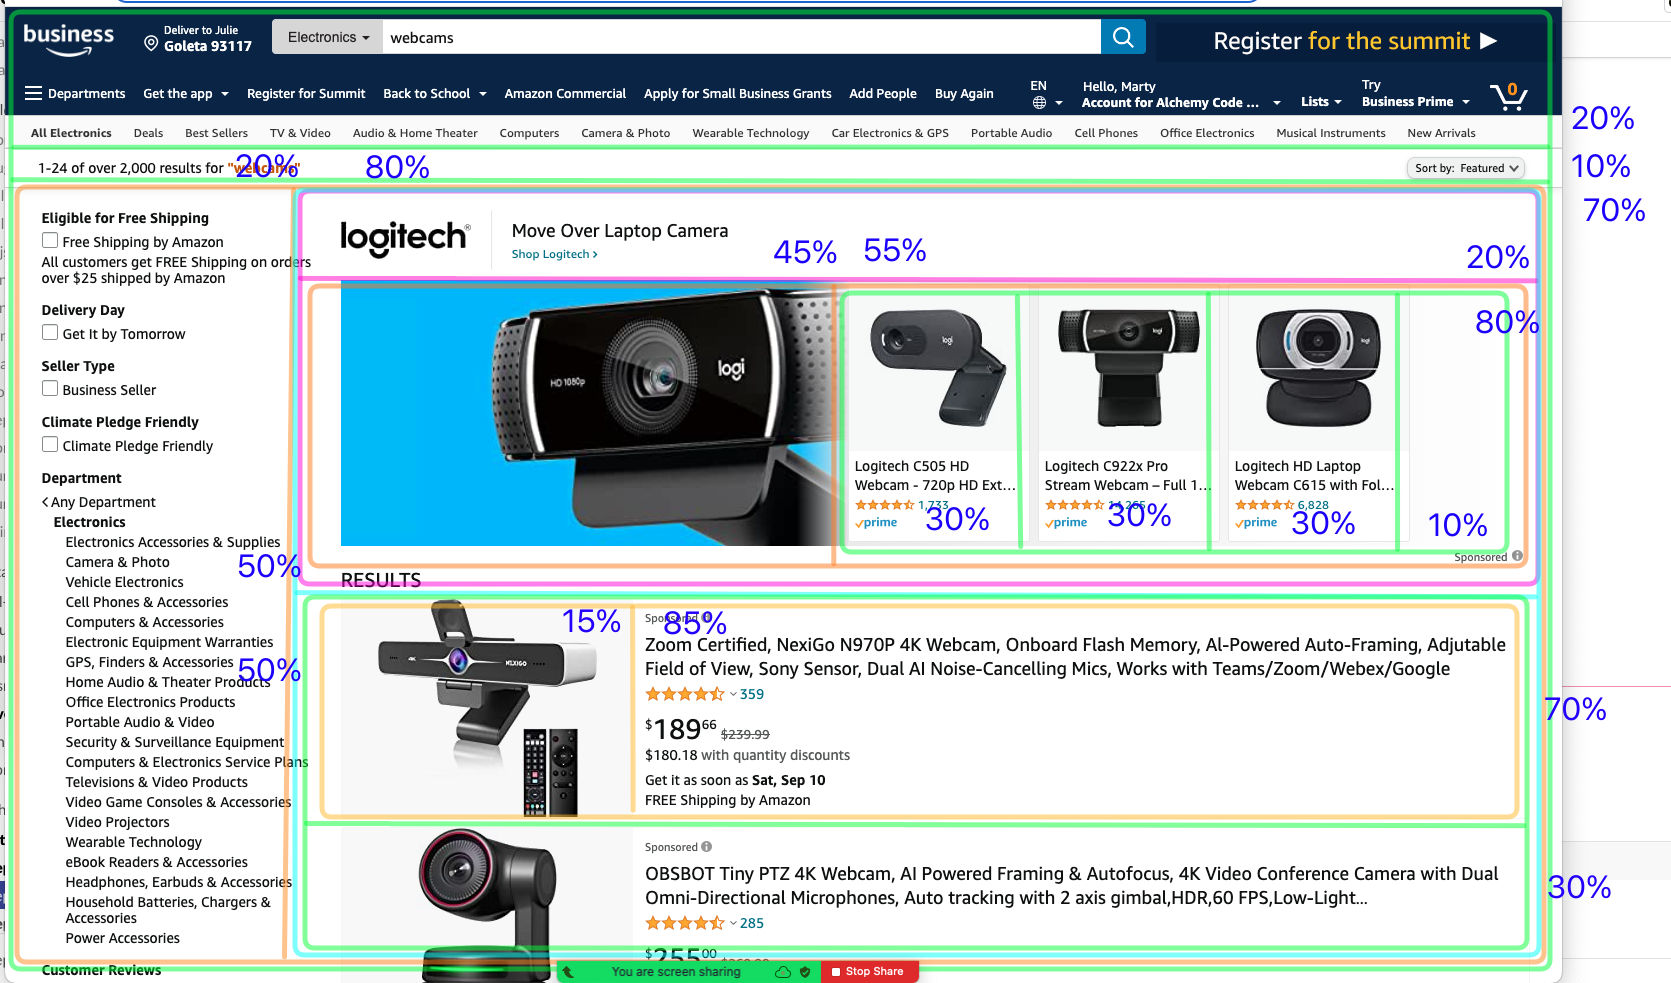 business
Deliver to Julie
Goleta 93117
Electronics
webcams
Register for the summit
Departments
Get the app
Register for Summit
Back to School
Amazon Commercial
Apply for Small Business Grants
Add People
Buy Again
EN
Hello, Marty
Account for Alchemy Code ...
Lists
Try
Business Prime
0
All Electronics
Deals
Best Sellers
TV & Video
Audio & Home Theater
Computers
Camera & Photo
Wearable Technology
Car Electronics & GPS
Portable Audio
Cell Phones
Office Electronics
Musical Instruments
New Arrivals
20%
1-24 of over 2,000 results for "webcams"
20%
80%
Sort by: Featured
10%
70%
Eligible for Free Shipping
Free Shipping by Amazon
All customers get FREE Shipping on orders
over $25 shipped by Amazon
Delivery Day
Get It by Tomorrow
Seller Type
Business Seller
Climate Pledge Friendly
Climate Pledge Friendly
Department
Any Department
Electronics
Electronics Accessories & Supplies
Camera & Photo
Vehicle Electronics
Cell Phones & Accessories
Computers & Accessories
Electronic Equipment Warranties
GPS, Finders & Accessories
Home Audio & Theater Products
Office Electronics Products
Portable Audio & Video
Security & Surveillance Equipment
Computers & Electronics Service Plans
Televisions & Video Products
Video Game Consoles & Accessories
Video Projectors
Wearable Technology
eBook Readers & Accessories
Headphones, Earbuds & Accessories
Household Batteries, Chargers &
Accessories
Power Accessories
Customer Reviews
50%
50%
logitech
Move Over Laptop Camera
Shop Logitech
45%
55%
20%
80%
HD 1080p
logi
logi
logi
Logitech C505 HD
Webcam - 720p HD Ext...
1,733
prime
30%
Logitech C922x Pro
Stream Webcam – Full 1...
14,265
prime
30%
Logitech HD Laptop
Webcam C615 with Fol...
6,828
prime
30%
10%
Sponsored
RESULTS
4K
NEXIGO
15%
85%
Sponsored
Zoom Certified, NexiGo N970P 4K Webcam, Onboard Flash Memory, Al-Powered Auto-Framing, Adjutable
Field of View, Sony Sensor, Dual AI Noise-Cancelling Mics, Works with Teams/Zoom/Webex/Google
359
$189 66 $239.99
$180.18 with quantity discounts
Get it as soon as Sat, Sep 10
FREE Shipping by Amazon
70%
Sponsored
OBSBOT Tiny PTZ 4K Webcam, AI Powered Framing & Autofocus, 4K Video Conference Camera with Dual
Omni-Directional Microphones, Auto tracking with 2 axis gimbal,HDR,60 FPS,Low-Light...
285
$255 00
30%
You are screen sharing
Stop Share